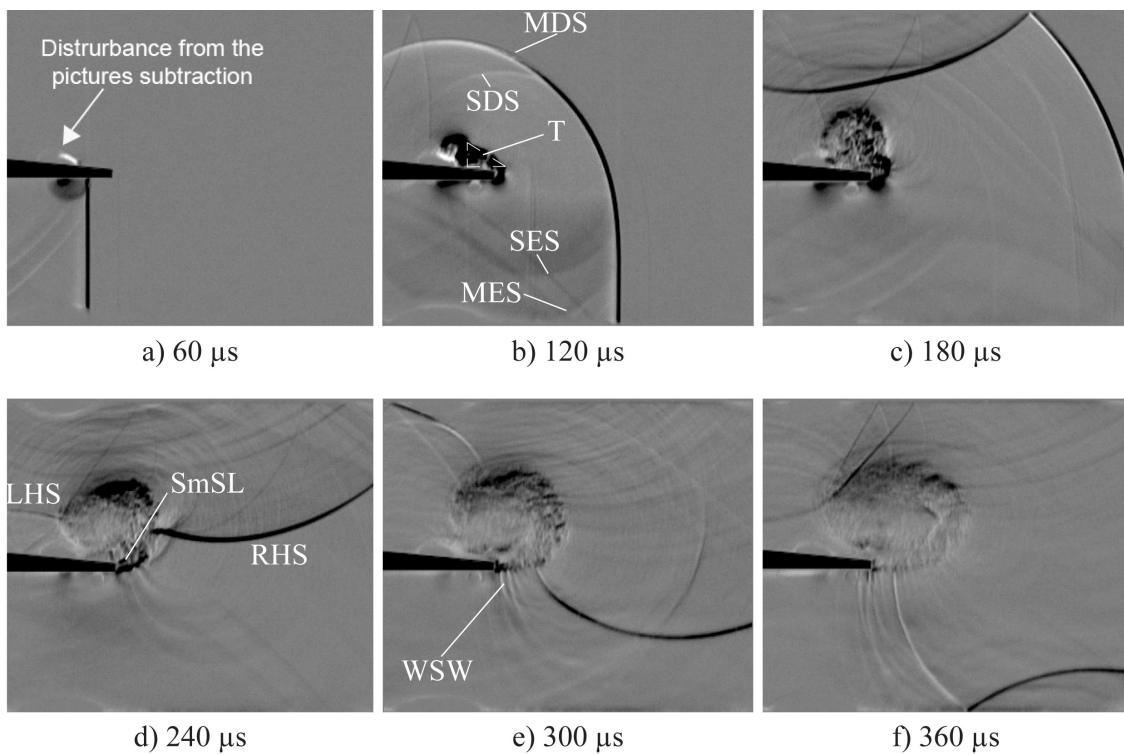 Distrurbance from the
pictures subtraction
MDS
SDS
T
SES
MES
a) 60 µs
b) 120 µs
c) 180 µs
LHS
SmSL
RHS
WSW
d) 240 µs
e) 300 µs
f) 360 µs